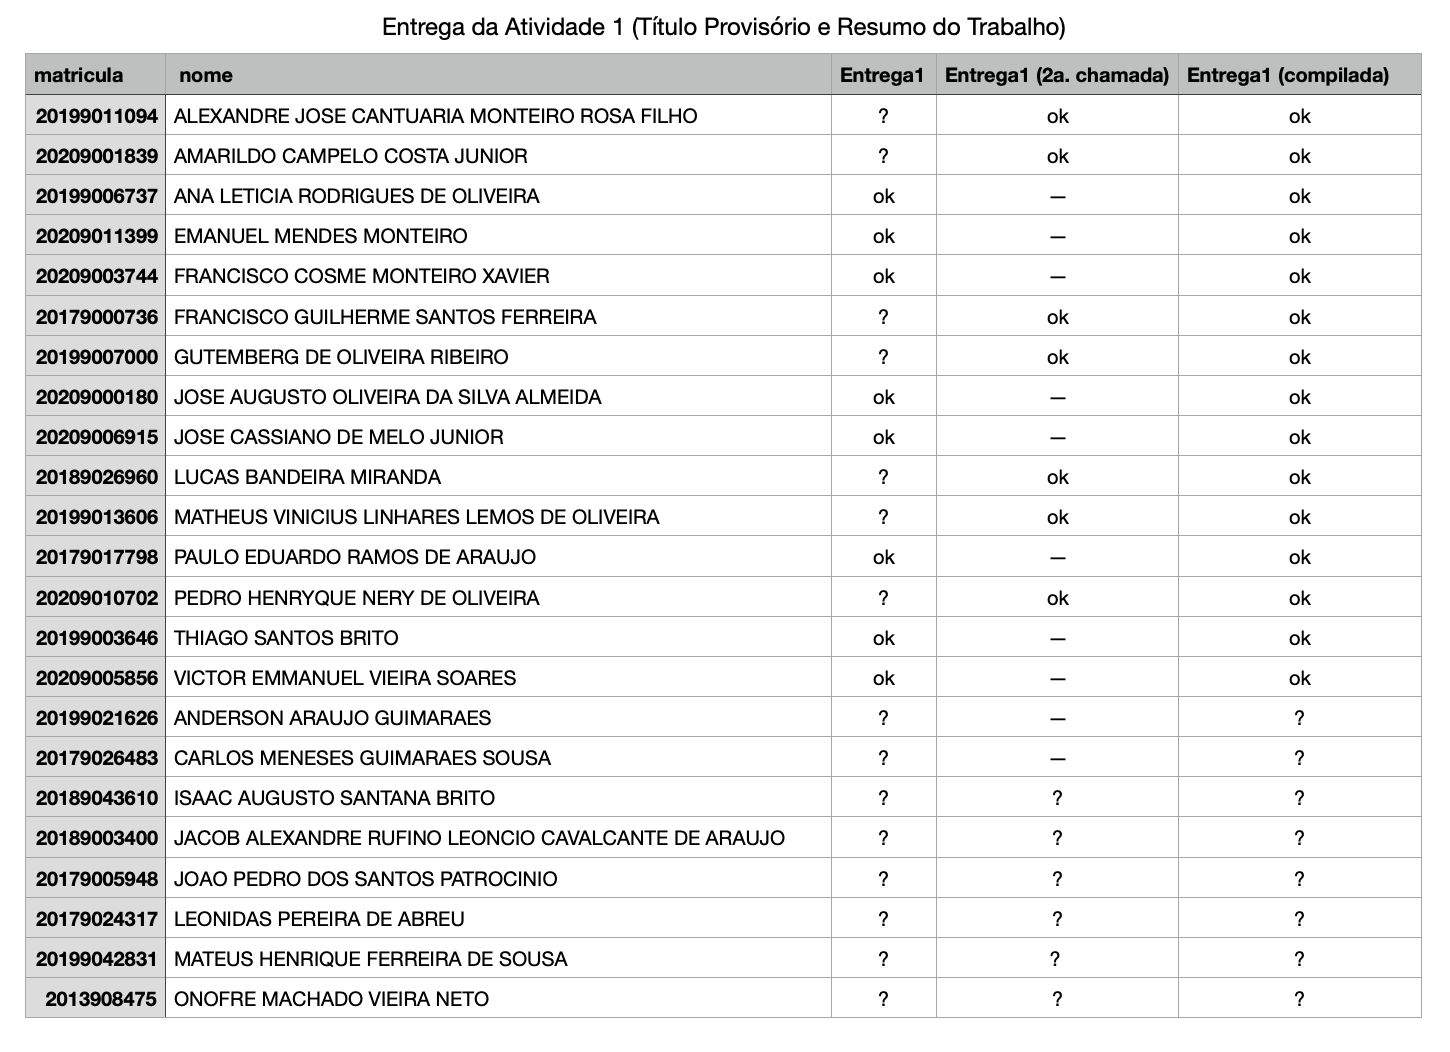 Entrega da Atividade 1 (Título Provisório e Resumo do Trabalho)
matricula nome Entrega1 Entrega1 (2a. chamada) Entrega1 (compilada)
20199011094 ALEXANDRE JOSE CANTUARIA MONTEIRO ROSA FILHO ? ok ok
20209001839 AMARILDO CAMPELO COSTA JUNIOR ? ok ok
20199006737 ANA LETICIA RODRIGUES DE OLIVEIRA ok — ok
20209011399 EMANUEL MENDES MONTEIRO ok — ok
20209003744 FRANCISCO COSME MONTEIRO XAVIER ok — ok
20179000736 FRANCISCO GUILHERME SANTOS FERREIRA ? ok ok
20199007000 GUTEMBERG DE OLIVEIRA RIBEIRO ? ok ok
20209000180 JOSE AUGUSTO OLIVEIRA DA SILVA ALMEIDA ok — ok
20209006915 JOSE CASSIANO DE MELO JUNIOR ok — ok
20189026960 LUCAS BANDEIRA MIRANDA ? ok ok
20199013606 MATHEUS VINICIUS LINHARES LEMOS DE OLIVEIRA ? ok ok
20179017798 PAULO EDUARDO RAMOS DE ARAUJO ok — ok
20209010702 PEDRO HENRYQUE NERY DE OLIVEIRA ? ok ok
20199003646 THIAGO SANTOS BRITO ok — ok
20209005856 VICTOR EMMANUEL VIEIRA SOARES ok — ok
20199021626 ANDERSON ARAUJO GUIMARAES ? — ?
20179026483 CARLOS MENESES GUIMARAES SOUSA ? — ?
20189043610 ISAAC AUGUSTO SANTANA BRITO ? ? ?
20189003400 JACOB ALEXANDRE RUFINO LEONCIO CAVALCANTE DE ARAUJO ? ? ?
20179005948 JOAO PEDRO DOS SANTOS PATROCINIO ? ? ?
20179024317 LEONIDAS PEREIRA DE ABREU ? ? ?
20199042831 MATEUS HENRIQUE FERREIRA DE SOUSA ? ? ?
2013908475 ONOFRE MACHADO VIEIRA NETO ? ? ?